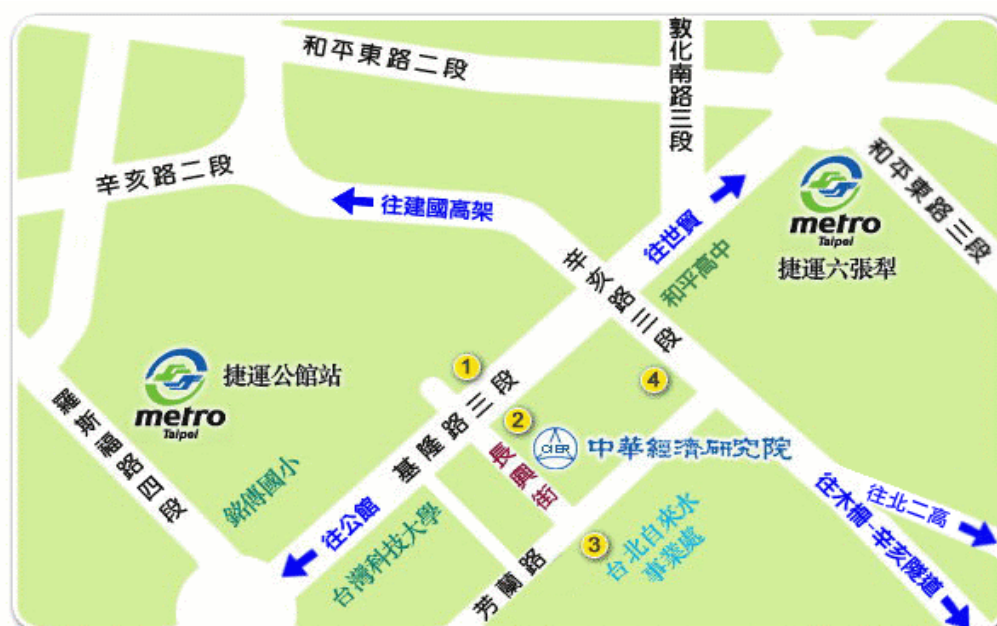 和平東路二段
敦化南路三段
辛亥路二段
往建國高架
往世貿
和平東路三段
metro
Taipei
捷運六張犁
和平高中
辛亥路三段
metro
Taipei
捷運公館站
1
4
羅斯福路四段
基隆路三段
2
長興街
CIER
中華經濟研究院
銘傳國小
往公館
台灣科技大學
3
台北自來水
事業處
芳蘭路
往北二高
往木柵-辛亥隧道